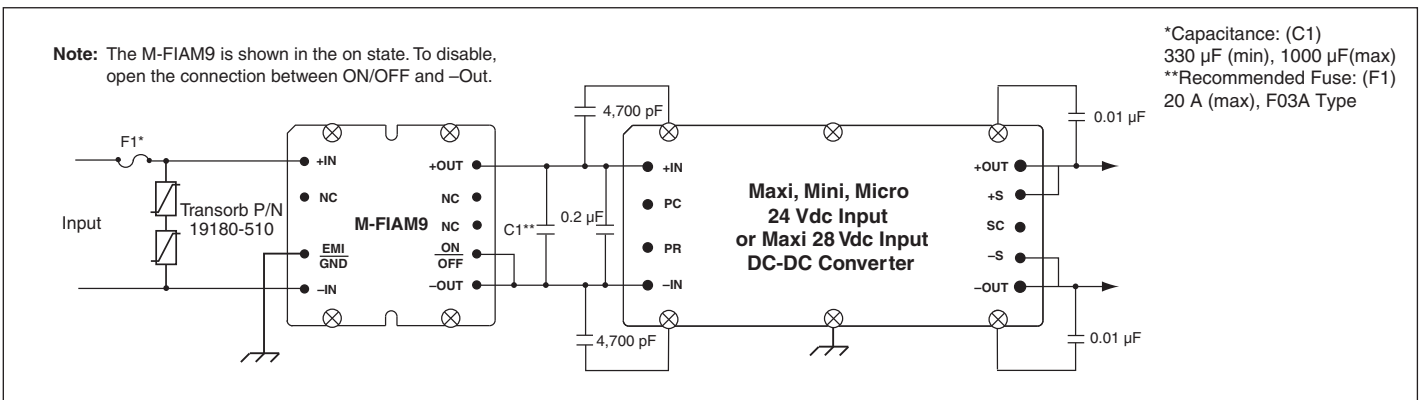 Note: The M-FIAM9 is shown in the on state. To disable,
open the connection between ON/OFF and –Out.
*Capacitance: (C1)
330 µF (min), 1000 µF(max)
**Recommended Fuse: (F1)
20 A (max), F03A Type
F1*
Input
Transorb P/N
19180-510
+IN
NC
EMI
GND
–IN
M-FIAM9
+OUT
NC
NC
ON
OFF
–OUT
4,700 pF
C1**
0.2 µF
4,700 pF
+IN
PC
PR
–IN
Maxi, Mini, Micro
24 Vdc Input
or Maxi 28 Vdc Input
DC-DC Converter
+OUT
+S
SC
–S
–OUT
0.01 µF
0.01 µF